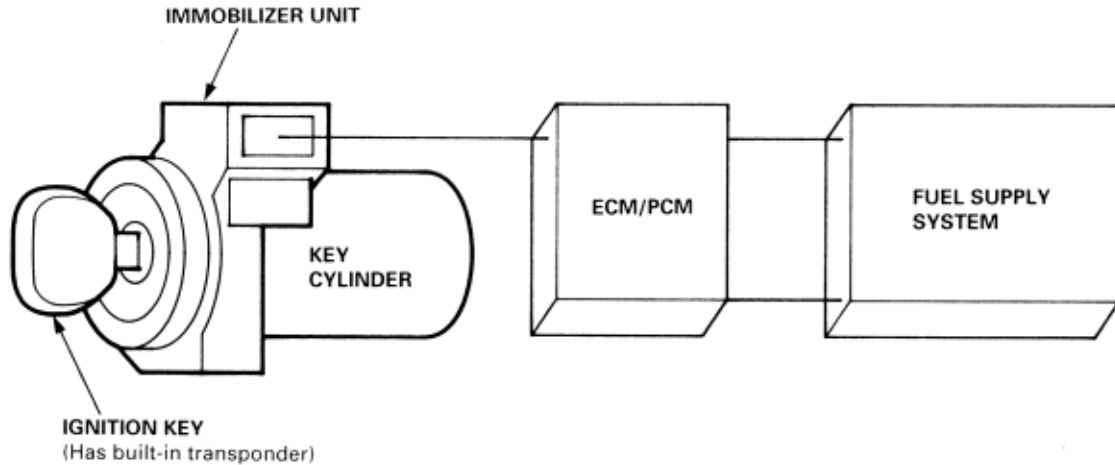 IMMOBILIZER UNIT
ECM/PCM
FUEL SUPPLY
SYSTEM
KEY
CYLINDER
IGNITION KEY
(Has built-in transponder)